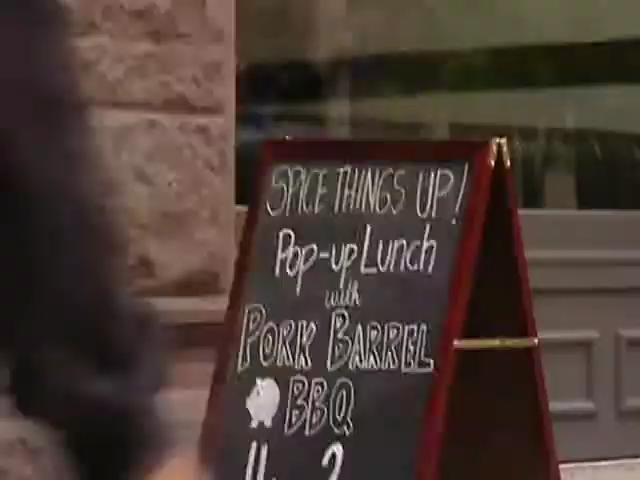 SPICE THINGS UP!
Pop-up Lunch
with
PORK BARREL
BBQ